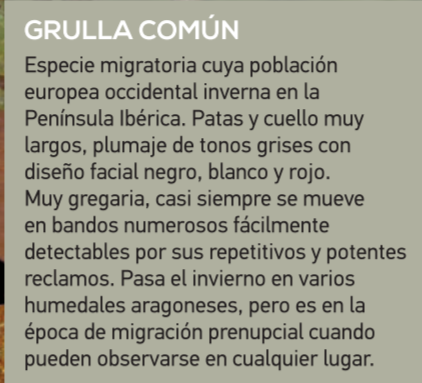 GRULLA COMÚN
Especie migratoria cuya población
europea occidental inverna en la
Península Ibérica. Patas y cuello muy
largos, plumaje de tonos grises con
diseño facial negro, blanco y rojo.
Muy gregaria, casi siempre se mueve
en bandos numerosos fácilmente
detectables por sus repetitivos y potentes
reclamos. Pasa el invierno en varios
humedales aragoneses, pero es en la
época de migración prenupcial cuando
pueden observarse en cualquier lugar.